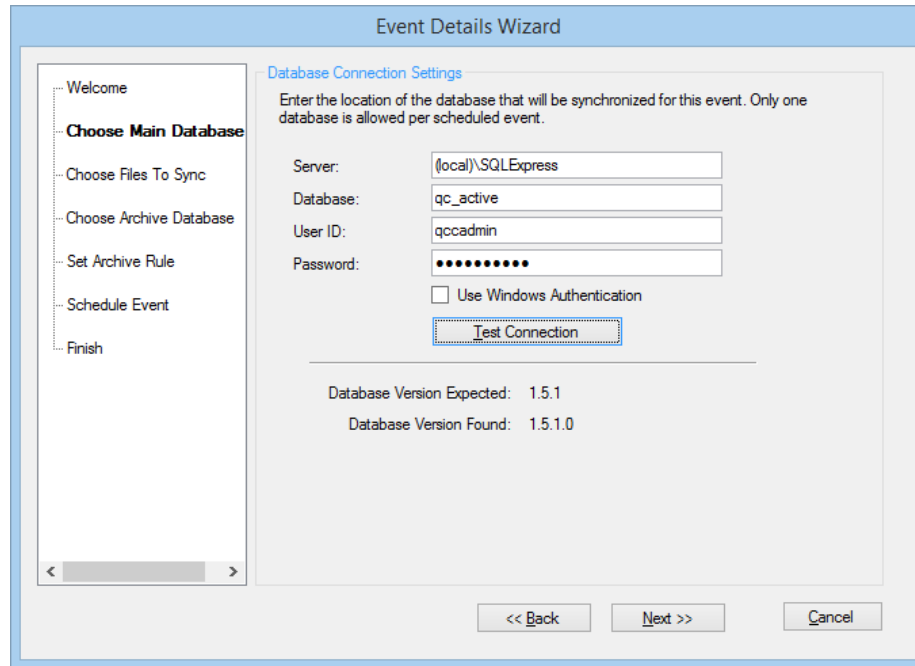 Event Details Wizard
Welcome
Choose Main Database
Choose Files To Sync
Choose Archive Database
Set Archive Rule
Schedule Event
Finish
Database Connection Settings
Enter the location of the database that will be synchronized for this event. Only one
database is allowed per scheduled event.
Server: (local)\SQLExpress
Database: qc_active
User ID: qccadmin
Password: ●●●●●●●●●●
Use Windows Authentication
Test Connection
Database Version Expected: 1.5.1
Database Version Found: 1.5.1.0
<< Back Next >> Cancel